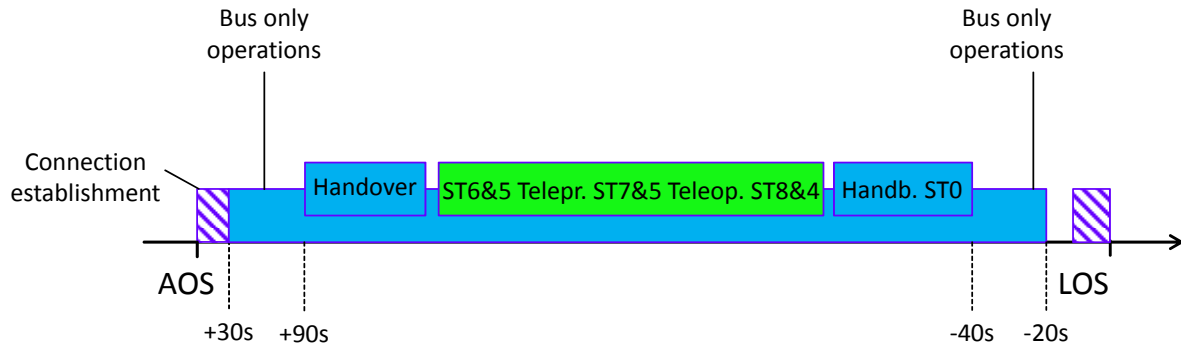 Bus only
operations
Bus only
operations
Connection
establishment
Handover
ST6&5 Telepr. ST7&5 Teleop. ST8&4
Handb. ST0
AOS
LOS
+30s
+90s
-40s
-20s